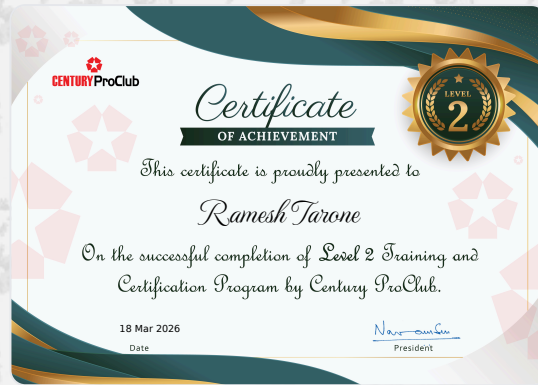 CENTURY ProClub
LEVEL
2
Certificate
OF ACHIEVEMENT
This certificate is proudly presented to
Ramesh Tarone
On the successful completion of Level 2 Training and
Certification Program by Century ProClub.
18 Mar 2026
Date
President